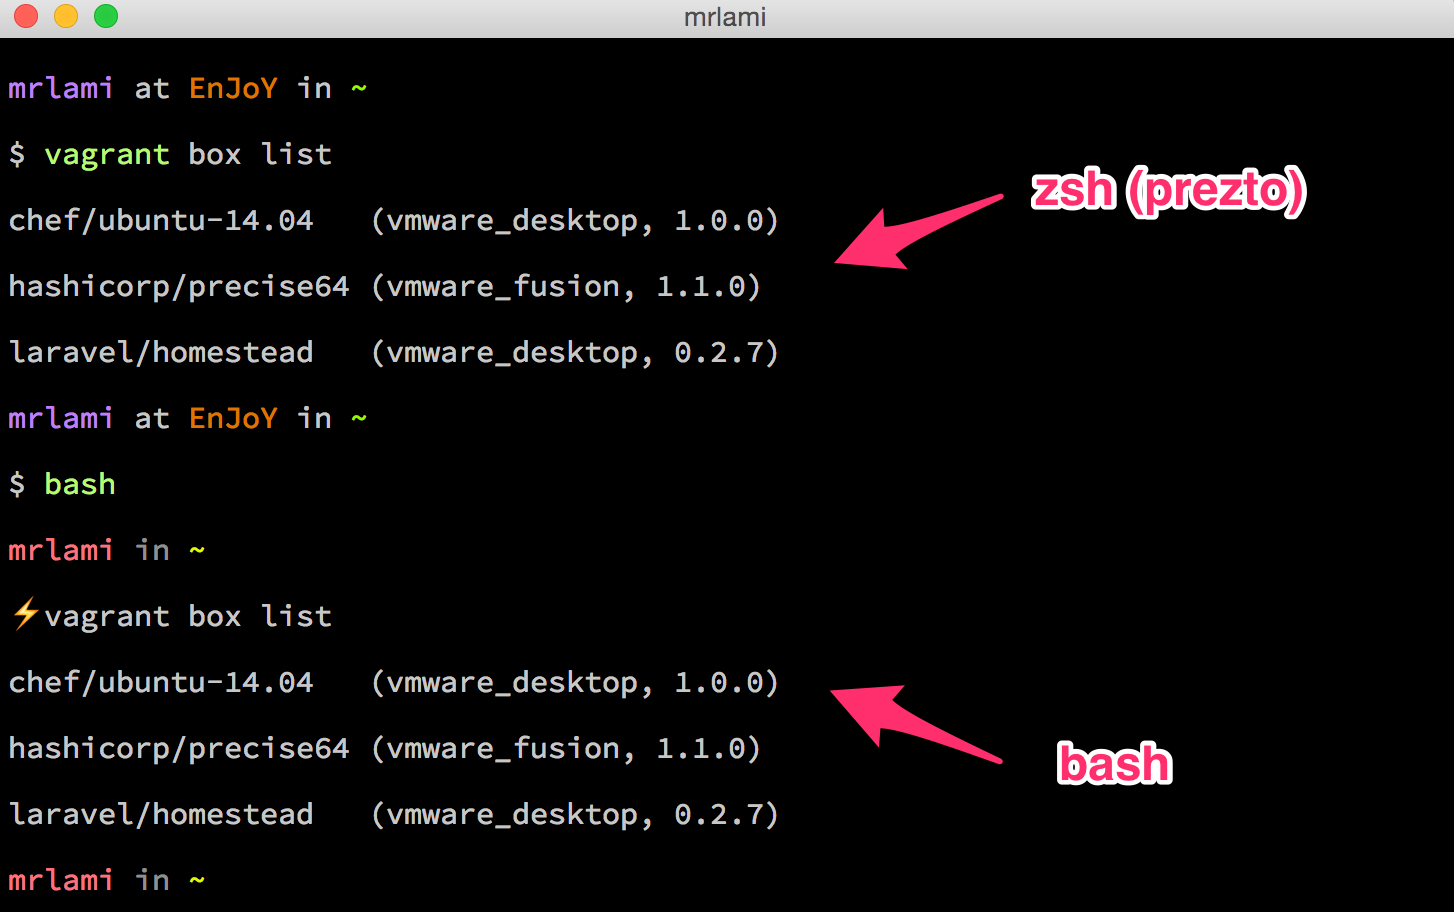 mrlami
mrlami at EnJoY in ~
$ vagrant box list
chef/ubuntu-14.04   (vmware_desktop, 1.0.0)
zsh (prezto)
hashicorp/precise64 (vmware_fusion, 1.1.0)
laravel/homestead   (vmware_desktop, 0.2.7)
mrlami at EnJoY in ~
$ bash
mrlami in ~
⚡vagrant box list
chef/ubuntu-14.04   (vmware_desktop, 1.0.0)
hashicorp/precise64 (vmware_fusion, 1.1.0)
bash
laravel/homestead   (vmware_desktop, 0.2.7)
mrlami in ~